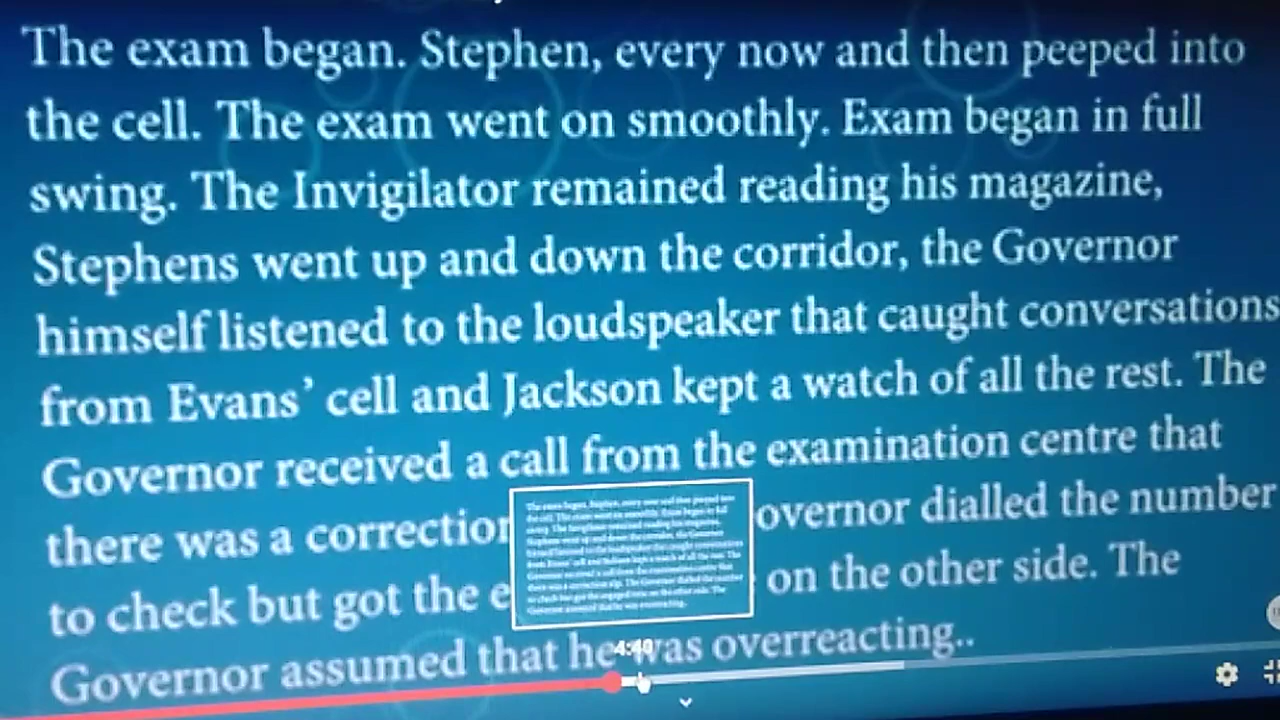 The exam began. Stephen, every now and then peeped into
the cell. The exam went on smoothly. Exam began in full
swing. The Invigilator remained reading his magazine,
Stephens went up and down the corridor, the Governor
himself listened to the loudspeaker that caught conversations
from Evans' cell and Jackson kept a watch of all the rest. The
Governor received a call from the examination centre that
there was a correction overnor dialled the number
to check but got the e on the other side. The
Governor assumed that he was overreacting..
4:40